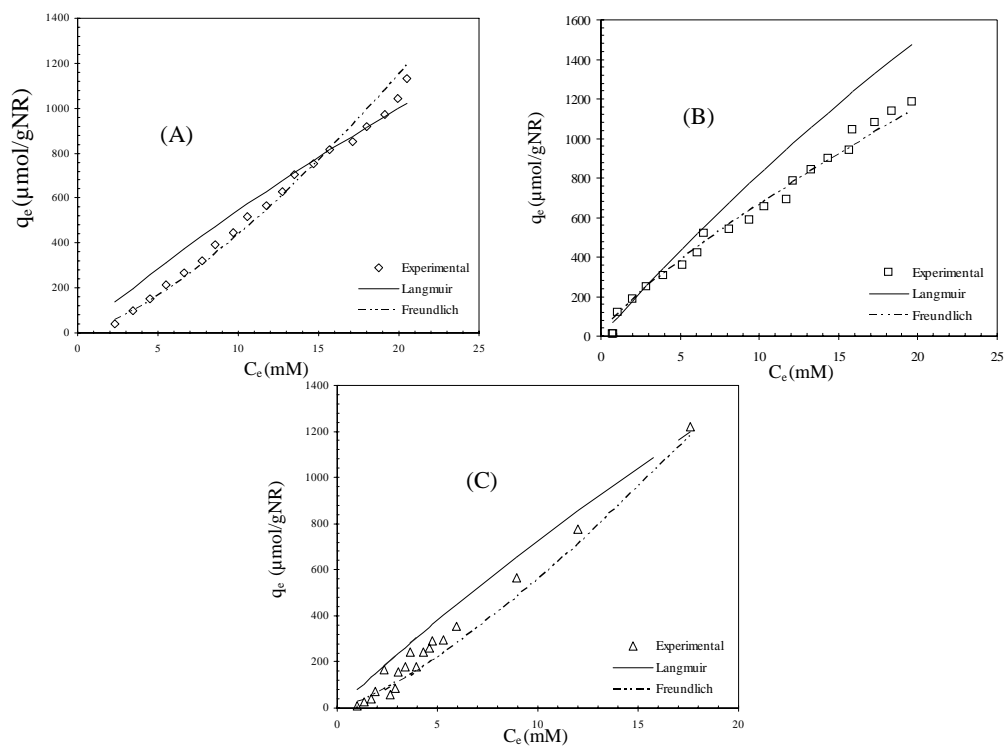 1400
1200
1000
800
600
400
200
0
qₑ (μmol/gNR)
(A)
Experimental
Langmuir
Freundlich
0 5 10 15 20 25
Cₑ (mM)
1600
1400
1200
1000
800
600
400
200
0
qₑ (μmol/gNR)
(B)
Experimental
Langmuir
Freundlich
0 5 10 15 20 25
Cₑ (mM)
1400
1200
1000
800
600
400
200
0
qₑ (μmol/gNR)
(C)
Experimental
Langmuir
Freundlich
0 5 10 15 20
Cₑ (mM)